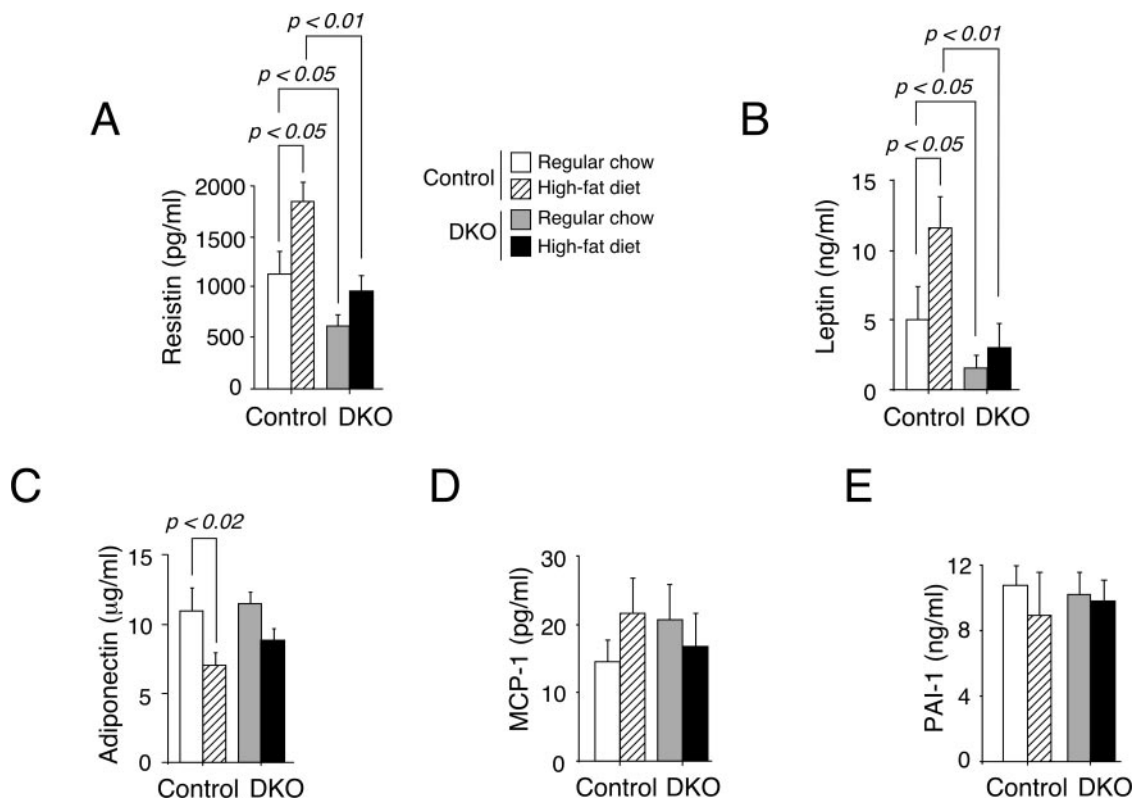 A
p < 0.01
p < 0.05
p < 0.05
Resistin (pg/ml)
2000
1500
1000
500
0
Control DKO
Control
Regular chow
High-fat diet
DKO
Regular chow
High-fat diet
B
p < 0.01
p < 0.05
p < 0.05
Leptin (ng/ml)
15
10
5
0
Control DKO
C
p < 0.02
Adiponectin (μg/ml)
15
10
5
0
Control DKO
D
MCP-1 (pg/ml)
30
20
10
0
Control DKO
E
PAI-1 (ng/ml)
12
8
4
0
Control DKO